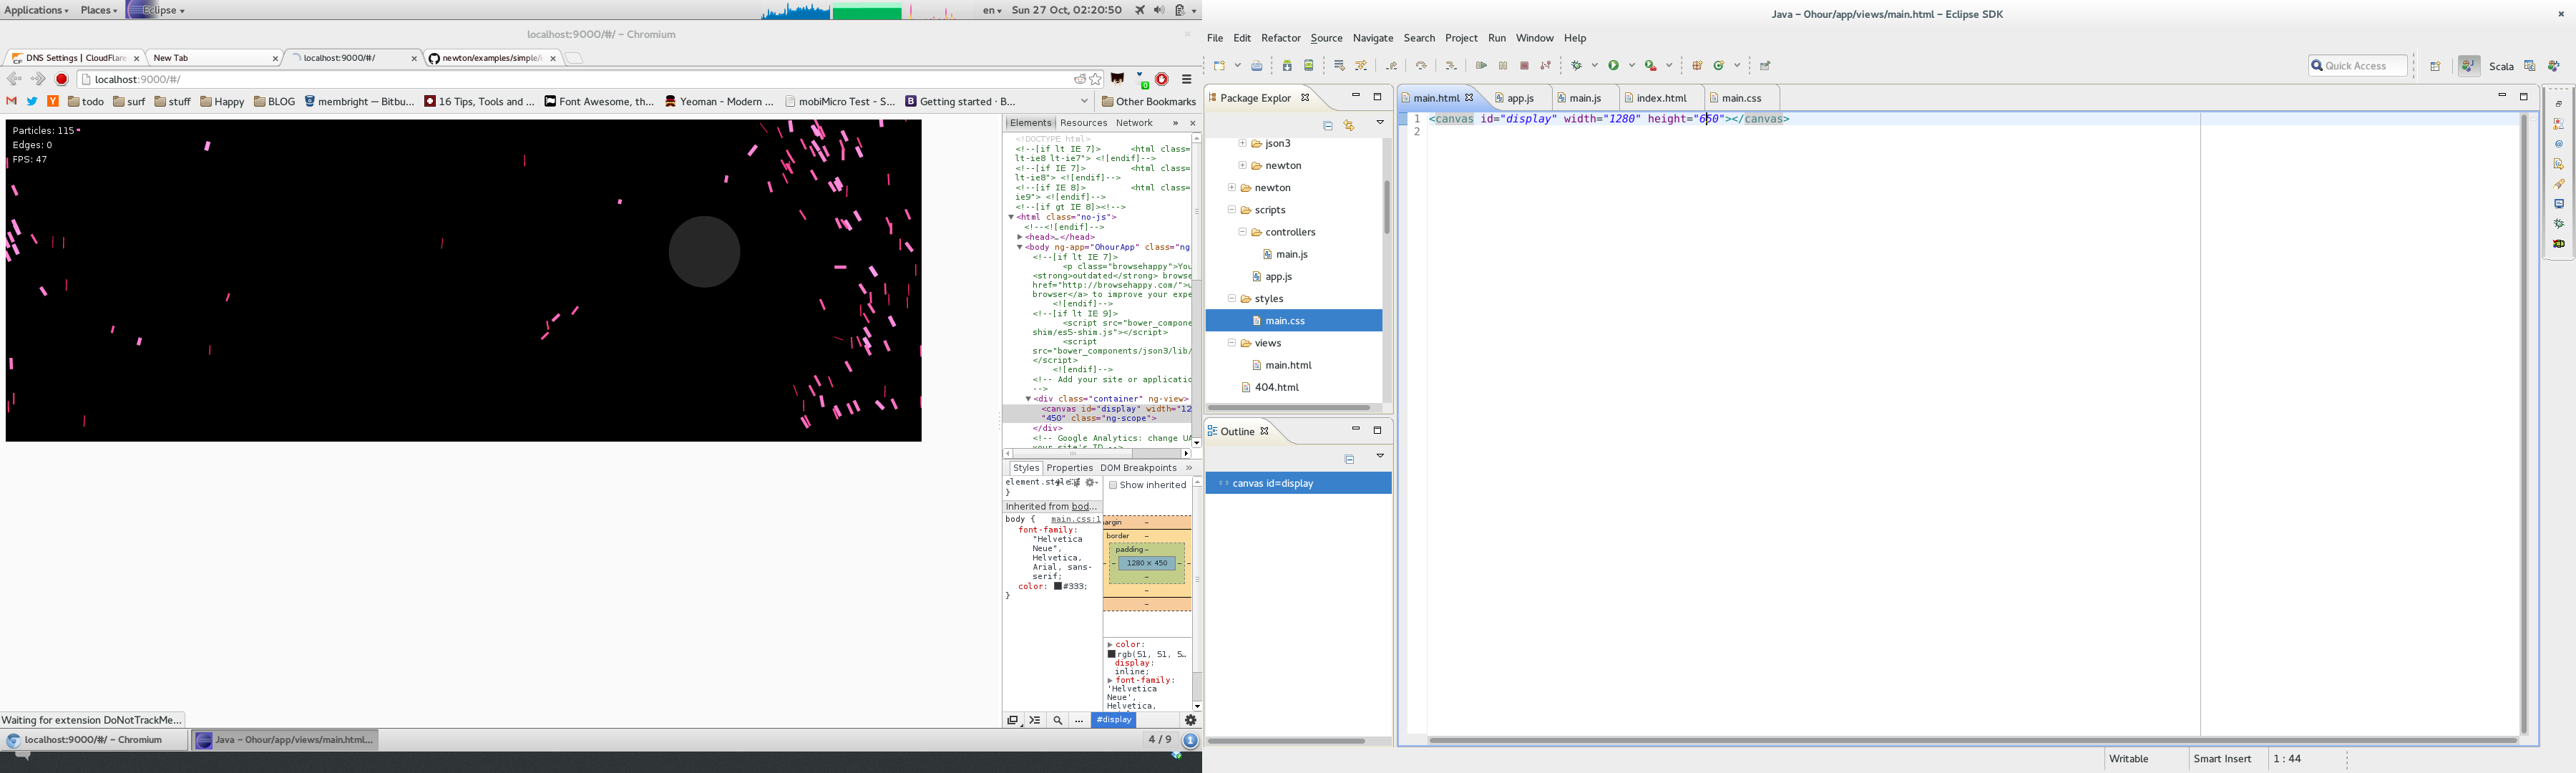 Applications Places Eclipse
en Sun 27 Oct, 02:20:50
localhost:9000/#/ – Chromium
DNS Settings | CloudFlare
New Tab
localhost:9000/#/
newton/examples/simple/
localhost:9000/#/
todo surf stuff Happy BLOG membright — Bitbu... 16 Tips, Tools and ... Font Awesome, th... Yeoman - Modern ... mobiMicro Test - S... Getting started · B... Other Bookmarks
Particles: 115
Edges: 0
FPS: 47
Elements Resources Network »
<!DOCTYPE html>
<!--[if lt IE 7]> <html class=
lt-ie8 lt-ie7"> <![endif]-->
<!--[if IE 7]> <html class=
lt-ie8"> <![endif]-->
<!--[if IE 8]> <html class=
ie9"> <![endif]-->
<!--[if gt IE 8]><!-->
<html class="no-js">
<!--<![endif]-->
<head>…</head>
<body ng-app="OhourApp" class="ng
<!--[if lt IE 7]>
<p class="browsehappy">You
<strong>outdated</strong> browse
href="http://browsehappy.com/">u
browser</a> to improve your expe
<![endif]-->
<!--[if lt IE 9]>
<script src="bower_compone
shim/es5-shim.js"></script>
<script
src="bower_components/json3/lib/
</script>
<![endif]-->
<!-- Add your site or applicatio
-->
<div class="container" ng-view>
<canvas id="display" width="12
"450" class="ng-scope">
</div>
<!-- Google Analytics: change UA
your site's ID -->
Styles Properties DOM Breakpoints »
element.style
}
Inherited from bod...
body { main.css:1
font-family:
"Helvetica
Neue",
Helvetica,
Arial, sans-
serif;
color: #333;
}
Show inherited
argin –
border –
padding –
– – 1280 × 450 – –
–
–
–
color:
rgb(51, 51, 5…
display:
inline;
font-family:
'Helvetica
Neue',
Helvetica,
#display
Waiting for extension DoNotTrackMe...
localhost:9000/#/ – Chromium
Java – 0hour/app/views/main.html...
4 / 9 1
Java – 0hour/app/views/main.html – Eclipse SDK
File Edit Refactor Source Navigate Search Project Run Window Help
Quick Access
Scala
Package Explor
json3
newton
newton
scripts
controllers
main.js
app.js
styles
main.css
views
main.html
404.html
Outline
canvas id=display
main.html app.js main.js index.html main.css
1 <canvas id="display" width="1280" height="650"></canvas>
2
Writable Smart Insert 1 : 44